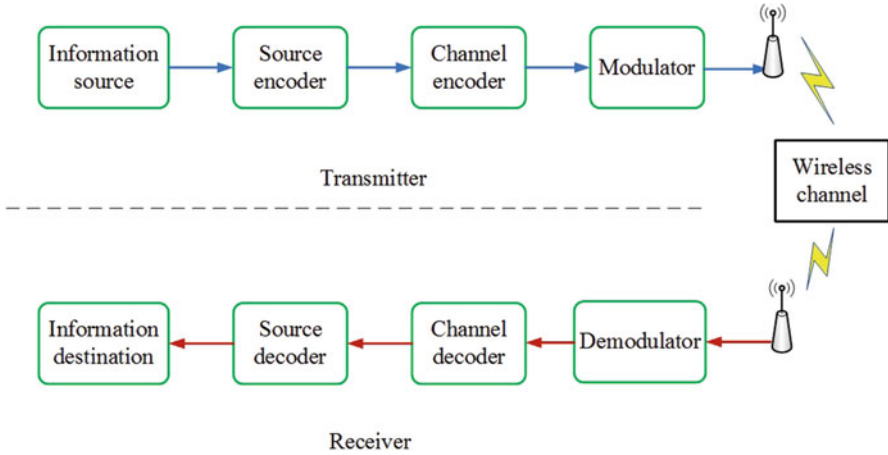 Information
source
Source
encoder
Channel
encoder
Modulator
Transmitter
Wireless
channel
Information
destination
Source
decoder
Channel
decoder
Demodulator
Receiver